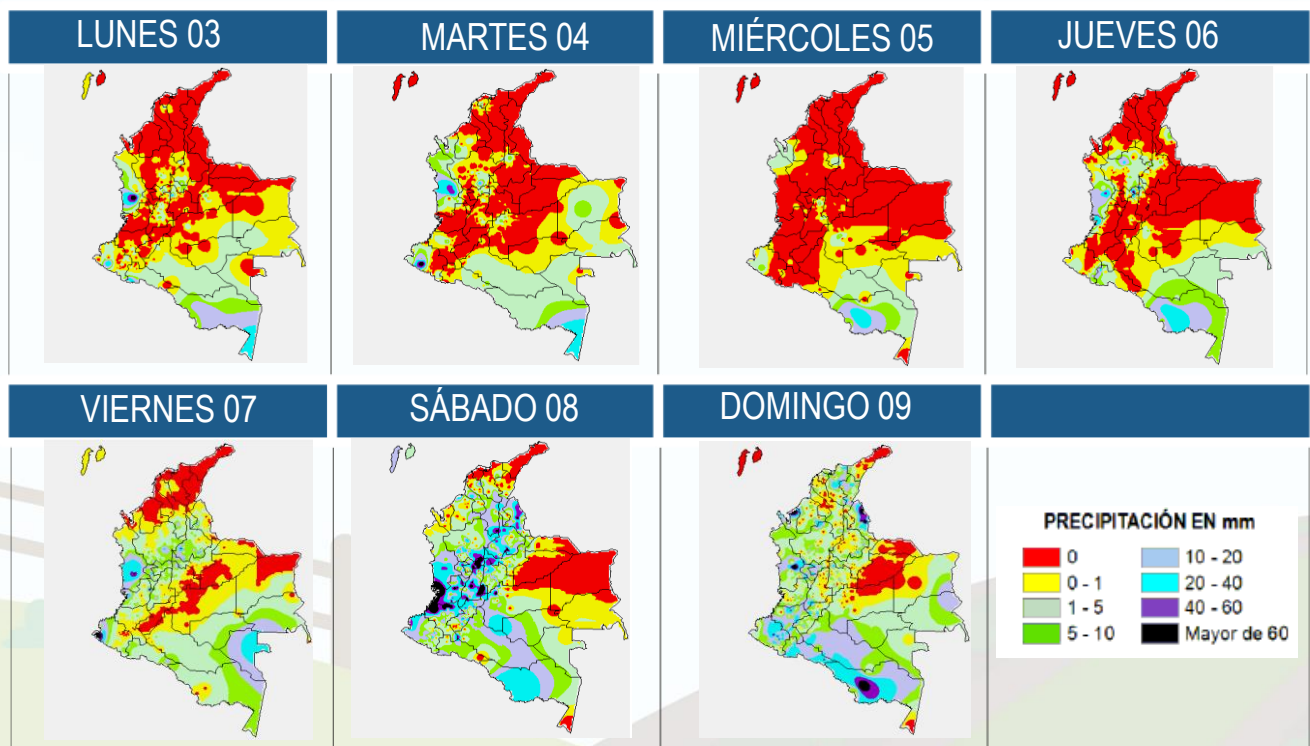 LUNES 03
MARTES 04
MIÉRCOLES 05
JUEVES 06
VIERNES 07
SÁBADO 08
DOMINGO 09
PRECIPITACIÓN EN mm
0
10 - 20
0 - 1
20 - 40
1 - 5
40 - 60
5 - 10
Mayor de 60